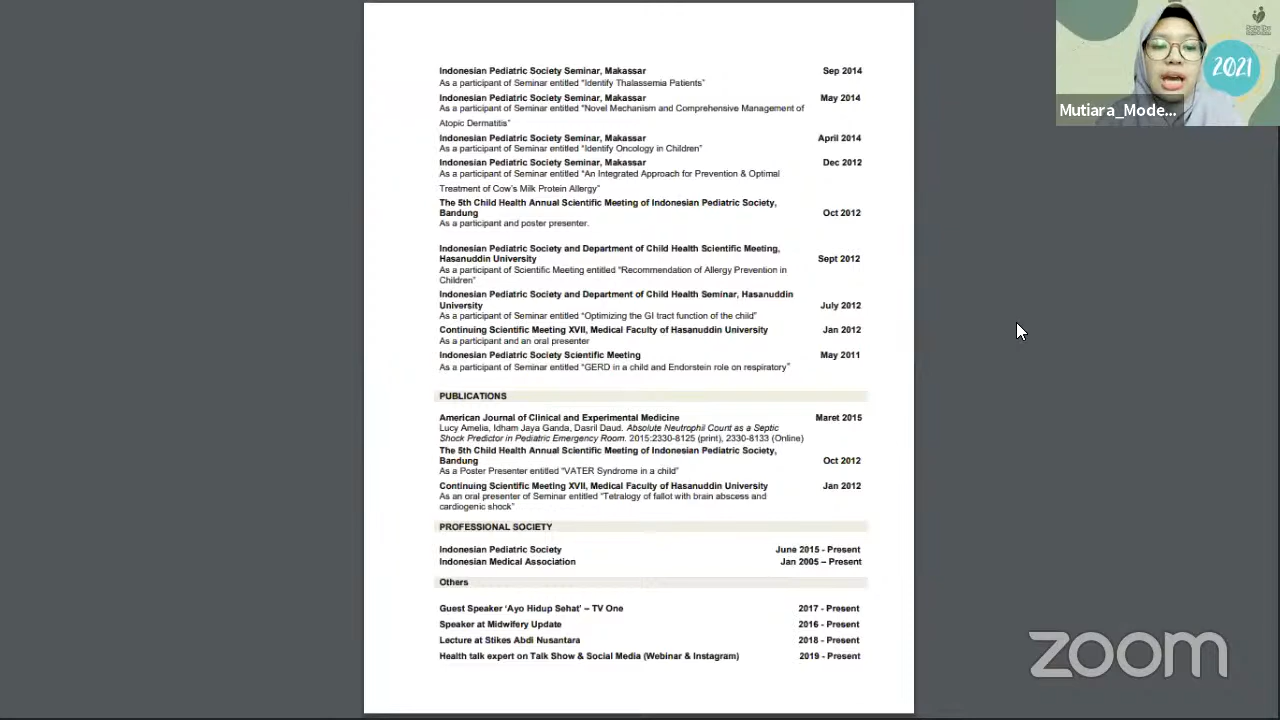 Indonesian Pediatric Society Seminar, Makassar Sep 2014
As a participant of Seminar entitled “Identify Thalassemia Patients”
Indonesian Pediatric Society Seminar, Makassar May 2014
As a participant of Seminar entitled “Novel Mechanism and Comprehensive Management of
Atopic Dermatitis”
Indonesian Pediatric Society Seminar, Makassar April 2014
As a participant of Seminar entitled “Identify Oncology in Children”
Indonesian Pediatric Society Seminar, Makassar Dec 2012
As a participant of Seminar entitled “An Integrated Approach for Prevention & Optimal
Treatment of Cow’s Milk Protein Allergy”
The 5th Child Health Annual Scientific Meeting of Indonesian Pediatric Society,
Bandung Oct 2012
As a participant and poster presenter.
Indonesian Pediatric Society and Department of Child Health Scientific Meeting,
Hasanuddin University Sept 2012
As a participant of Scientific Meeting entitled “Recommendation of Allergy Prevention in
Children”
Indonesian Pediatric Society and Department of Child Health Seminar, Hasanuddin
University July 2012
As a participant of Seminar entitled “Optimizing the GI tract function of the child”
Continuing Scientific Meeting XVII, Medical Faculty of Hasanuddin University Jan 2012
As a participant and an oral presenter
Indonesian Pediatric Society Scientific Meeting May 2011
As a participant of Seminar entitled “GERD in a child and Endorstein role on respiratory”
PUBLICATIONS
American Journal of Clinical and Experimental Medicine Maret 2015
Lucy Amelia, Idham Jaya Ganda, Dasril Daud. Absolute Neutrophil Count as a Septic
Shock Predictor in Pediatric Emergency Room. 2015:2330-8125 (print), 2330-8133 (Online)
The 5th Child Health Annual Scientific Meeting of Indonesian Pediatric Society,
Bandung Oct 2012
As a Poster Presenter entitled “VATER Syndrome in a child”
Continuing Scientific Meeting XVII, Medical Faculty of Hasanuddin University Jan 2012
As an oral presenter of Seminar entitled “Tetralogy of fallot with brain abscess and
cardiogenic shock”
PROFESSIONAL SOCIETY
Indonesian Pediatric Society June 2015 - Present
Indonesian Medical Association Jan 2005 – Present
Others
Guest Speaker ‘Ayo Hidup Sehat’ – TV One 2017 - Present
Speaker at Midwifery Update 2016 - Present
Lecture at Stikes Abdi Nusantara 2018 - Present
Health talk expert on Talk Show & Social Media (Webinar & Instagram) 2019 - Present
2021
Mutiara_Mode...
zoom